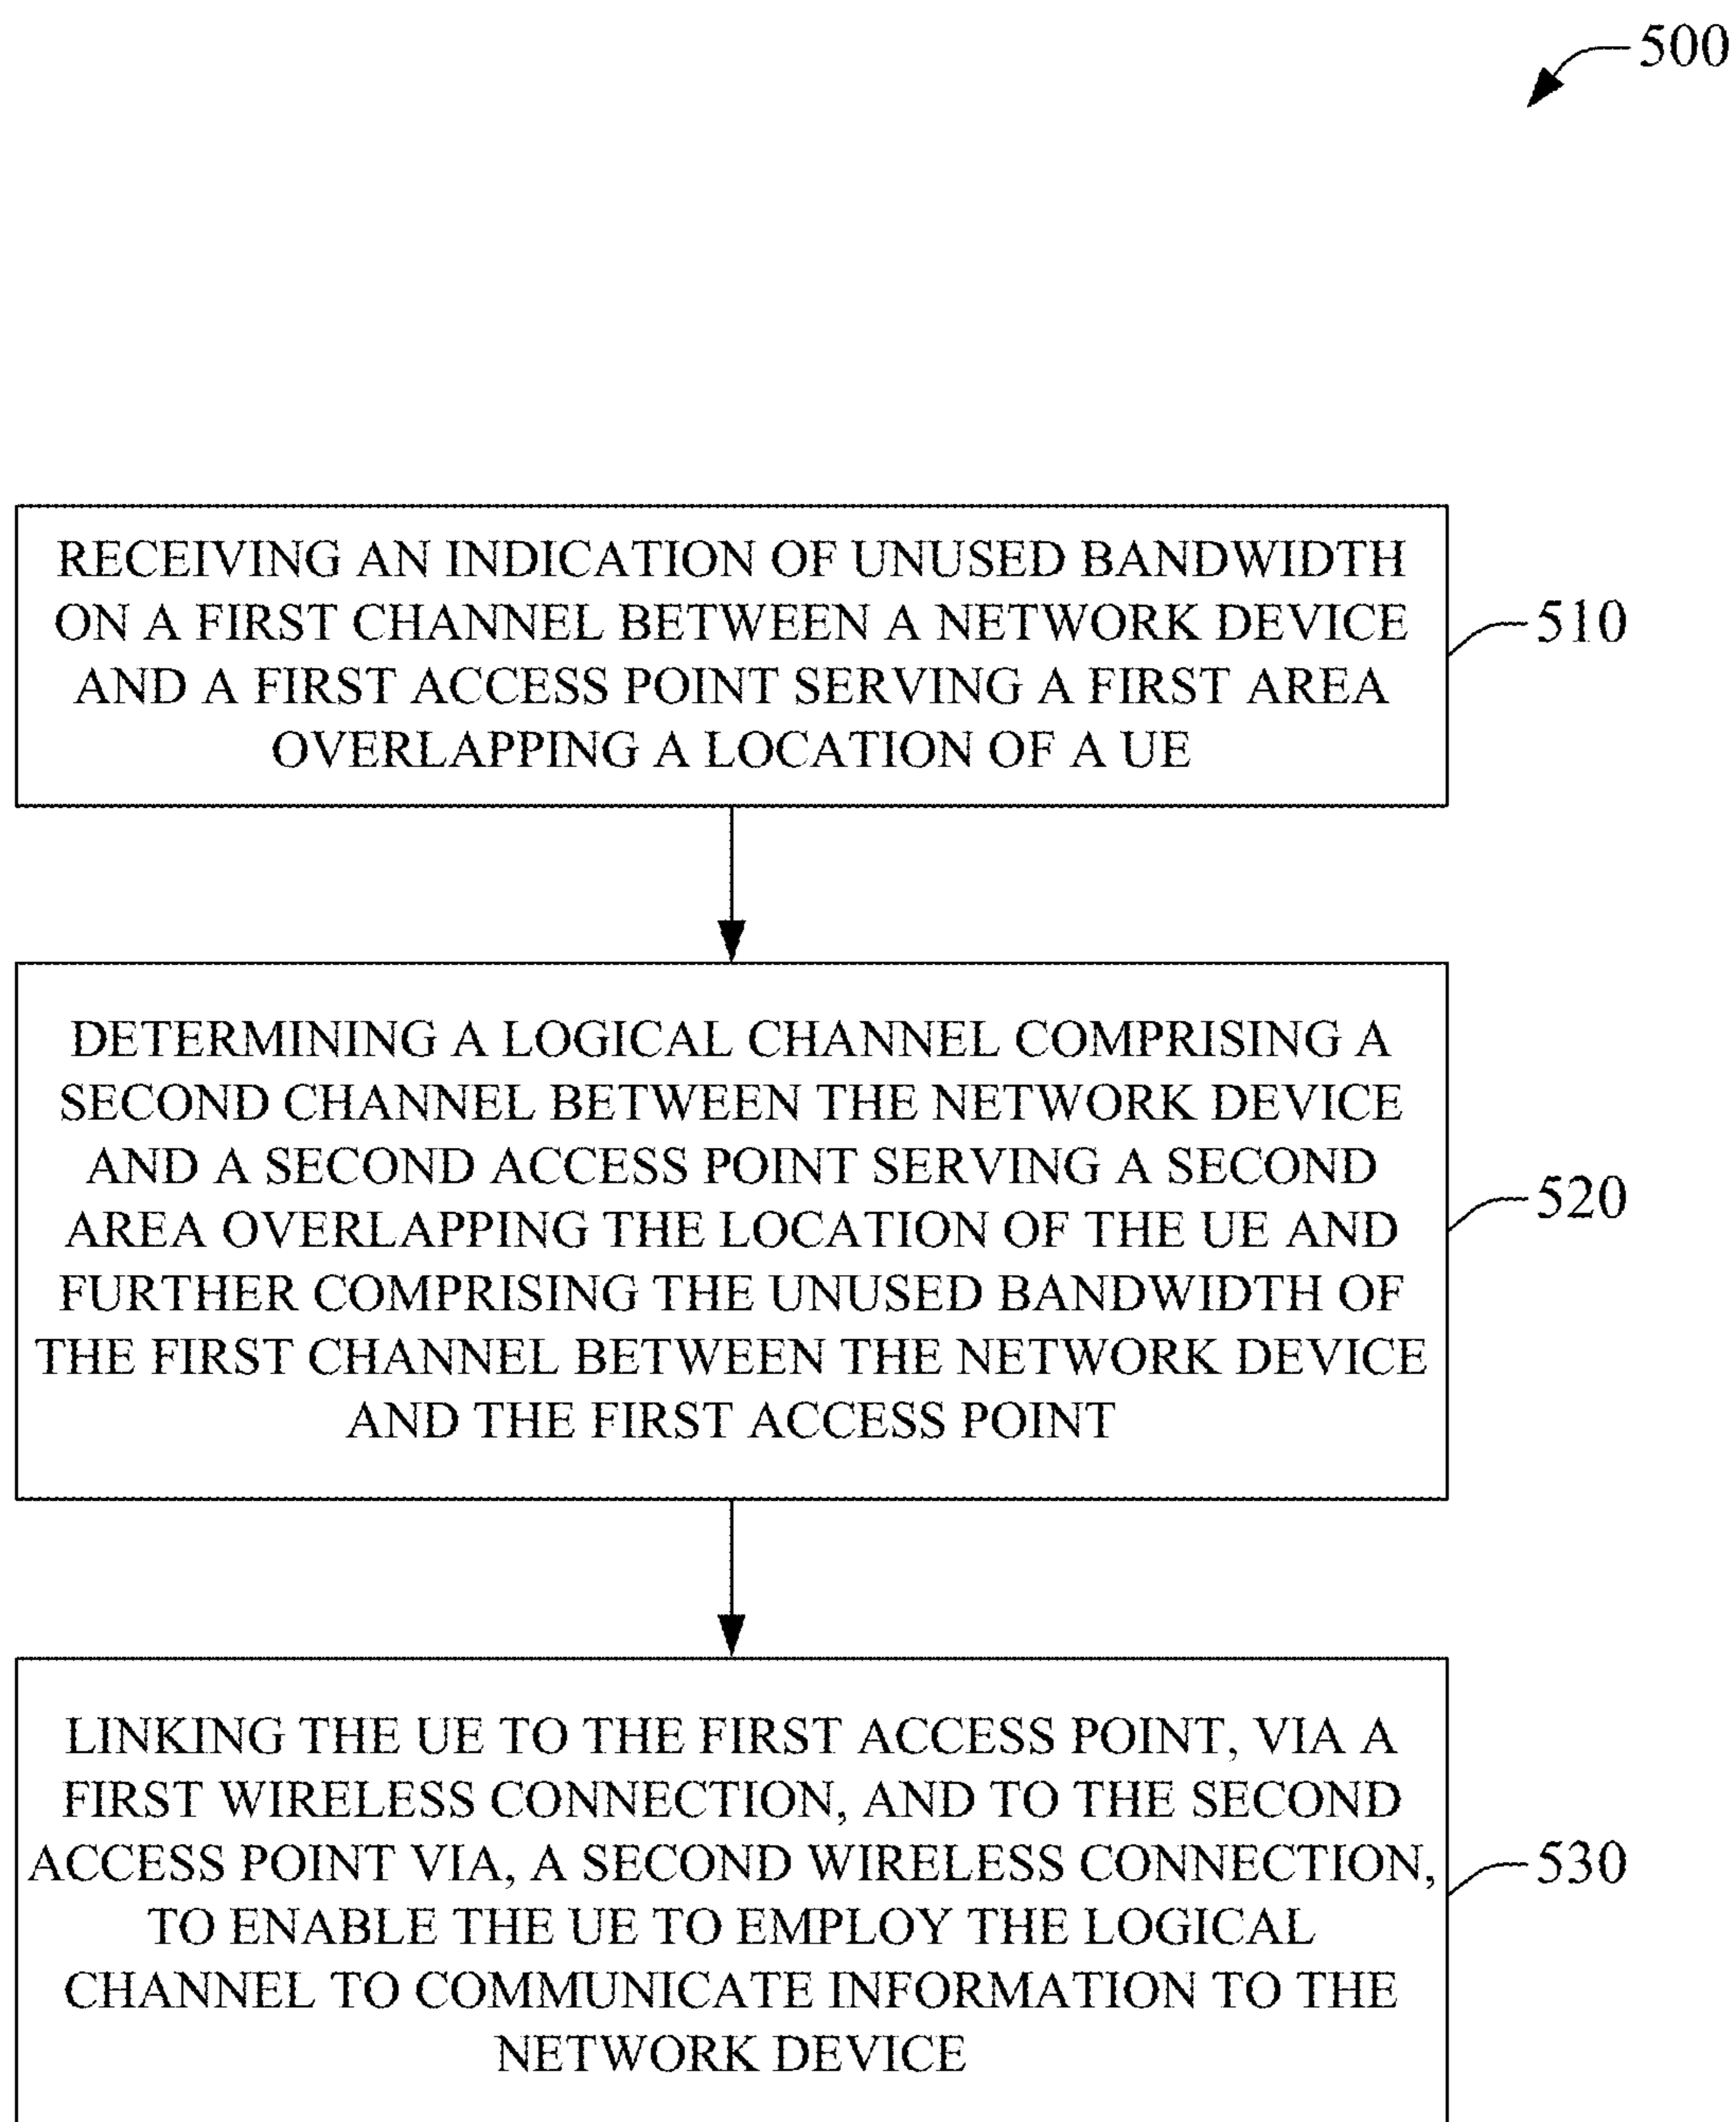 500
RECEIVING AN INDICATION OF UNUSED BANDWIDTH
ON A FIRST CHANNEL BETWEEN A NETWORK DEVICE
AND A FIRST ACCESS POINT SERVING A FIRST AREA
OVERLAPPING A LOCATION OF A UE
510
DETERMINING A LOGICAL CHANNEL COMPRISING A
SECOND CHANNEL BETWEEN THE NETWORK DEVICE
AND A SECOND ACCESS POINT SERVING A SECOND
AREA OVERLAPPING THE LOCATION OF THE UE AND
FURTHER COMPRISING THE UNUSED BANDWIDTH OF
THE FIRST CHANNEL BETWEEN THE NETWORK DEVICE
AND THE FIRST ACCESS POINT
520
LINKING THE UE TO THE FIRST ACCESS POINT, VIA A
FIRST WIRELESS CONNECTION, AND TO THE SECOND
ACCESS POINT VIA, A SECOND WIRELESS CONNECTION,
TO ENABLE THE UE TO EMPLOY THE LOGICAL
CHANNEL TO COMMUNICATE INFORMATION TO THE
NETWORK DEVICE
530